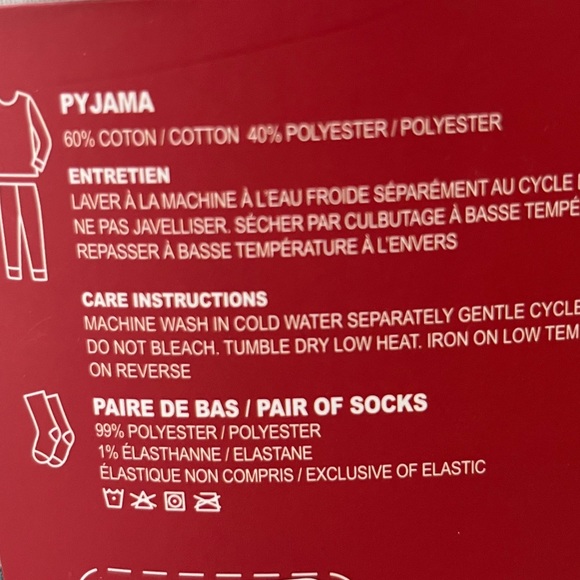 PYJAMA
60% COTON / COTTON 40% POLYESTER / POLYESTER
ENTRETIEN
LAVER À LA MACHINE À L'EAU FROIDE SÉPARÉMENT AU CYCLE
NE PAS JAVELLISER. SÉCHER PAR CULBUTAGE À BASSE TEMPÉ
REPASSER À BASSE TEMPÉRATURE À L'ENVERS
CARE INSTRUCTIONS
MACHINE WASH IN COLD WATER SEPARATELY GENTLE CYCLE
DO NOT BLEACH. TUMBLE DRY LOW HEAT. IRON ON LOW TEM
ON REVERSE
PAIRE DE BAS / PAIR OF SOCKS
99% POLYESTER / POLYESTER
1% ÉLASTHANNE / ELASTANE
ÉLASTIQUE NON COMPRIS / EXCLUSIVE OF ELASTIC